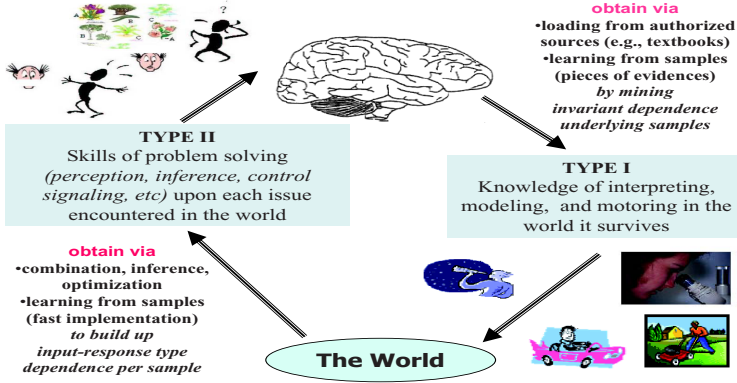 ?
A
B
C
B
C
A
obtain via
•loading from authorized
sources (e.g., textbooks)
•learning from samples
(pieces of evidences)
by mining
invariant dependence
underlying samples
TYPE II
Skills of problem solving
(perception, inference, control
signaling, etc) upon each issue
encountered in the world
TYPE I
Knowledge of interpreting,
modeling, and motoring in the
world it survives
obtain via
•combination, inference,
optimization
•learning from samples
(fast implementation)
to build up
input-response type
dependence per sample
The World